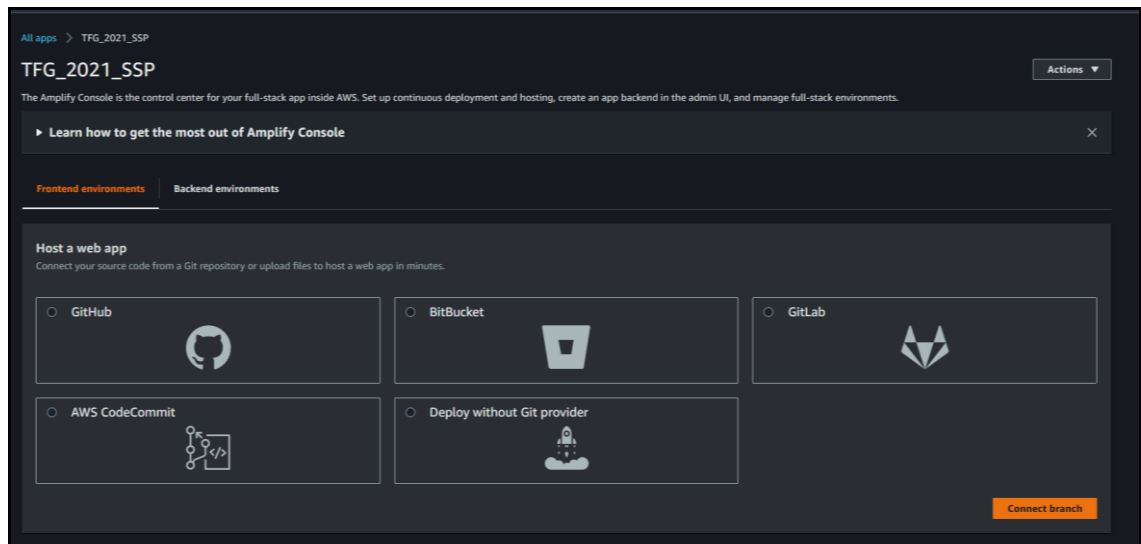 All apps > TFG_2021_SSP
TFG_2021_SSP
Actions ▼
The Amplify Console is the control center for your full-stack app inside AWS. Set up continuous deployment and hosting, create an app backend in the admin UI, and manage full-stack environments.
Learn how to get the most out of Amplify Console
Frontend environments
Backend environments
Host a web app
Connect your source code from a Git repository or upload files to host a web app in minutes.
GitHub
BitBucket
GitLab
AWS CodeCommit
Deploy without Git provider
Connect branch